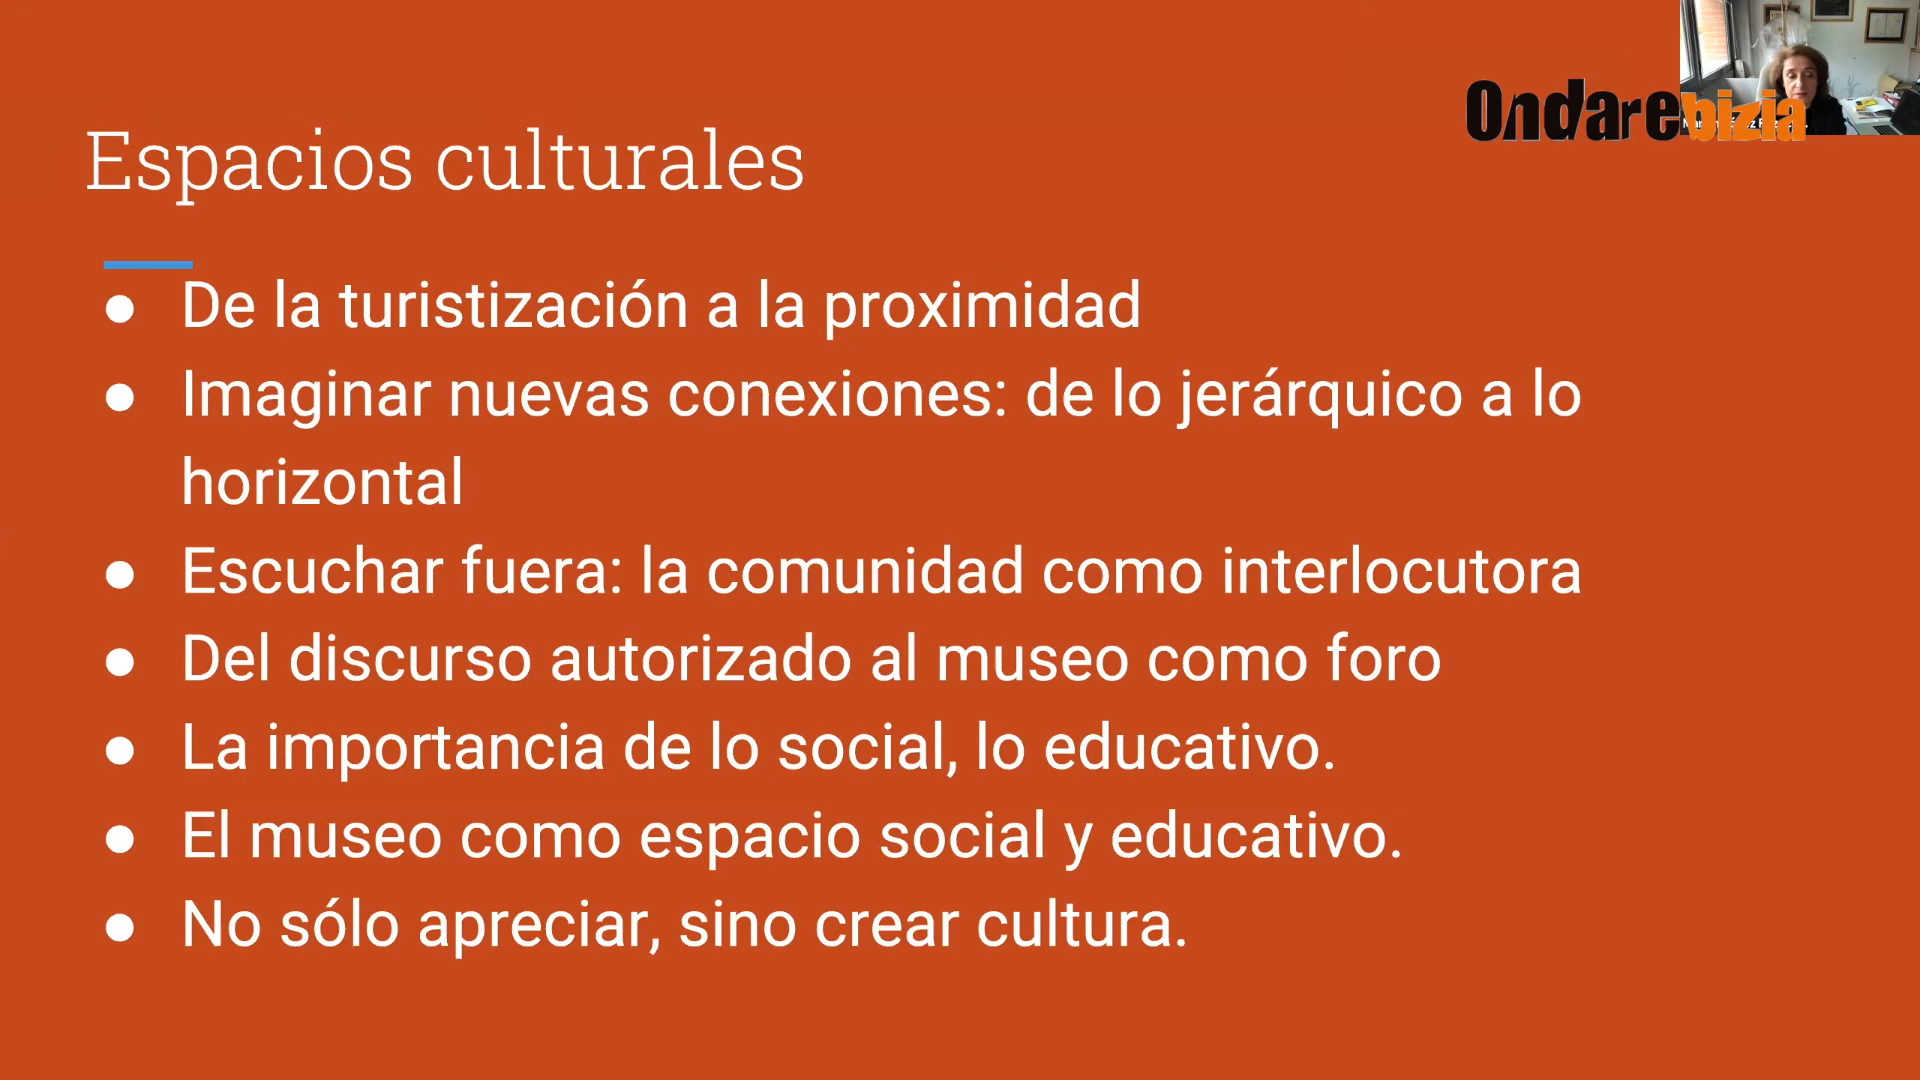 Ondarebizia
Espacios culturales
● De la turistización a la proximidad
● Imaginar nuevas conexiones: de lo jerárquico a lo
horizontal
● Escuchar fuera: la comunidad como interlocutora
● Del discurso autorizado al museo como foro
● La importancia de lo social, lo educativo.
● El museo como espacio social y educativo.
● No sólo apreciar, sino crear cultura.